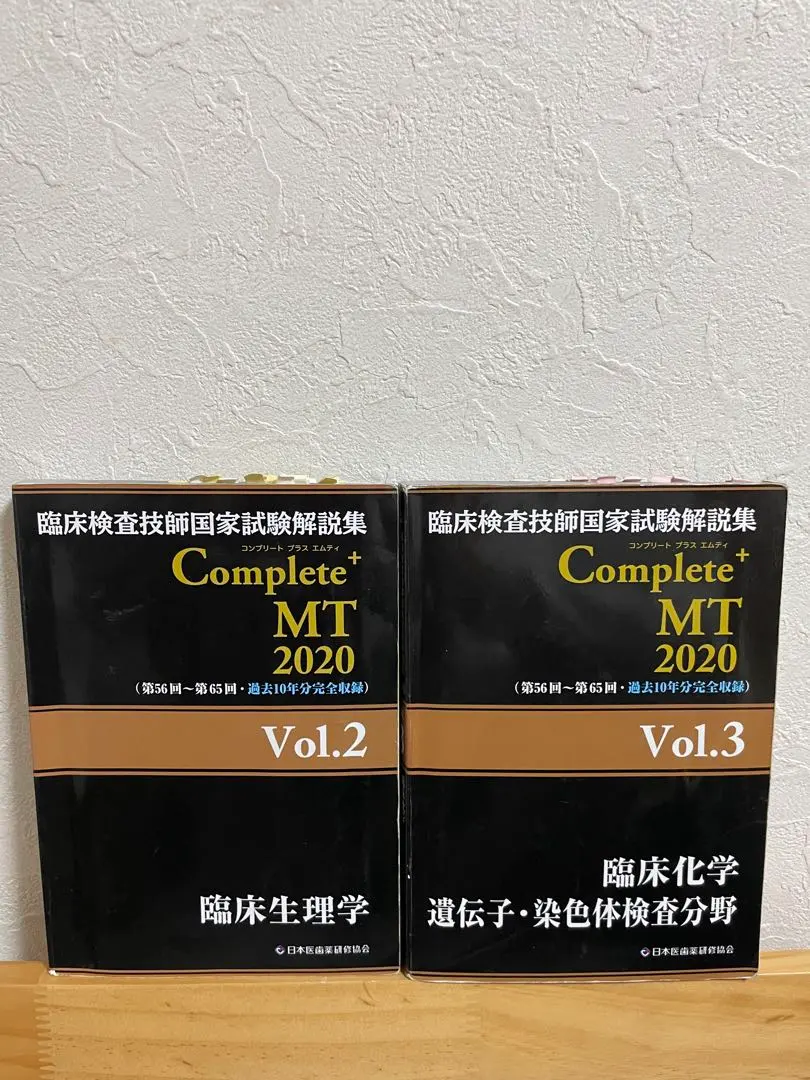 臨床検査技師国家試験解説集
コンプリート プラス エムティ
Complete+
MT
2020
(第56回～第65回・過去10年分完全収録)
Vol.2
臨床生理学
日本医歯薬研修協会
臨床検査技師国家試験解説集
コンプリート プラス エムティ
Complete+
MT
2020
(第56回～第65回・過去10年分完全収録)
Vol.3
臨床化学
遺伝子・染色体検査分野
日本医歯薬研修協会